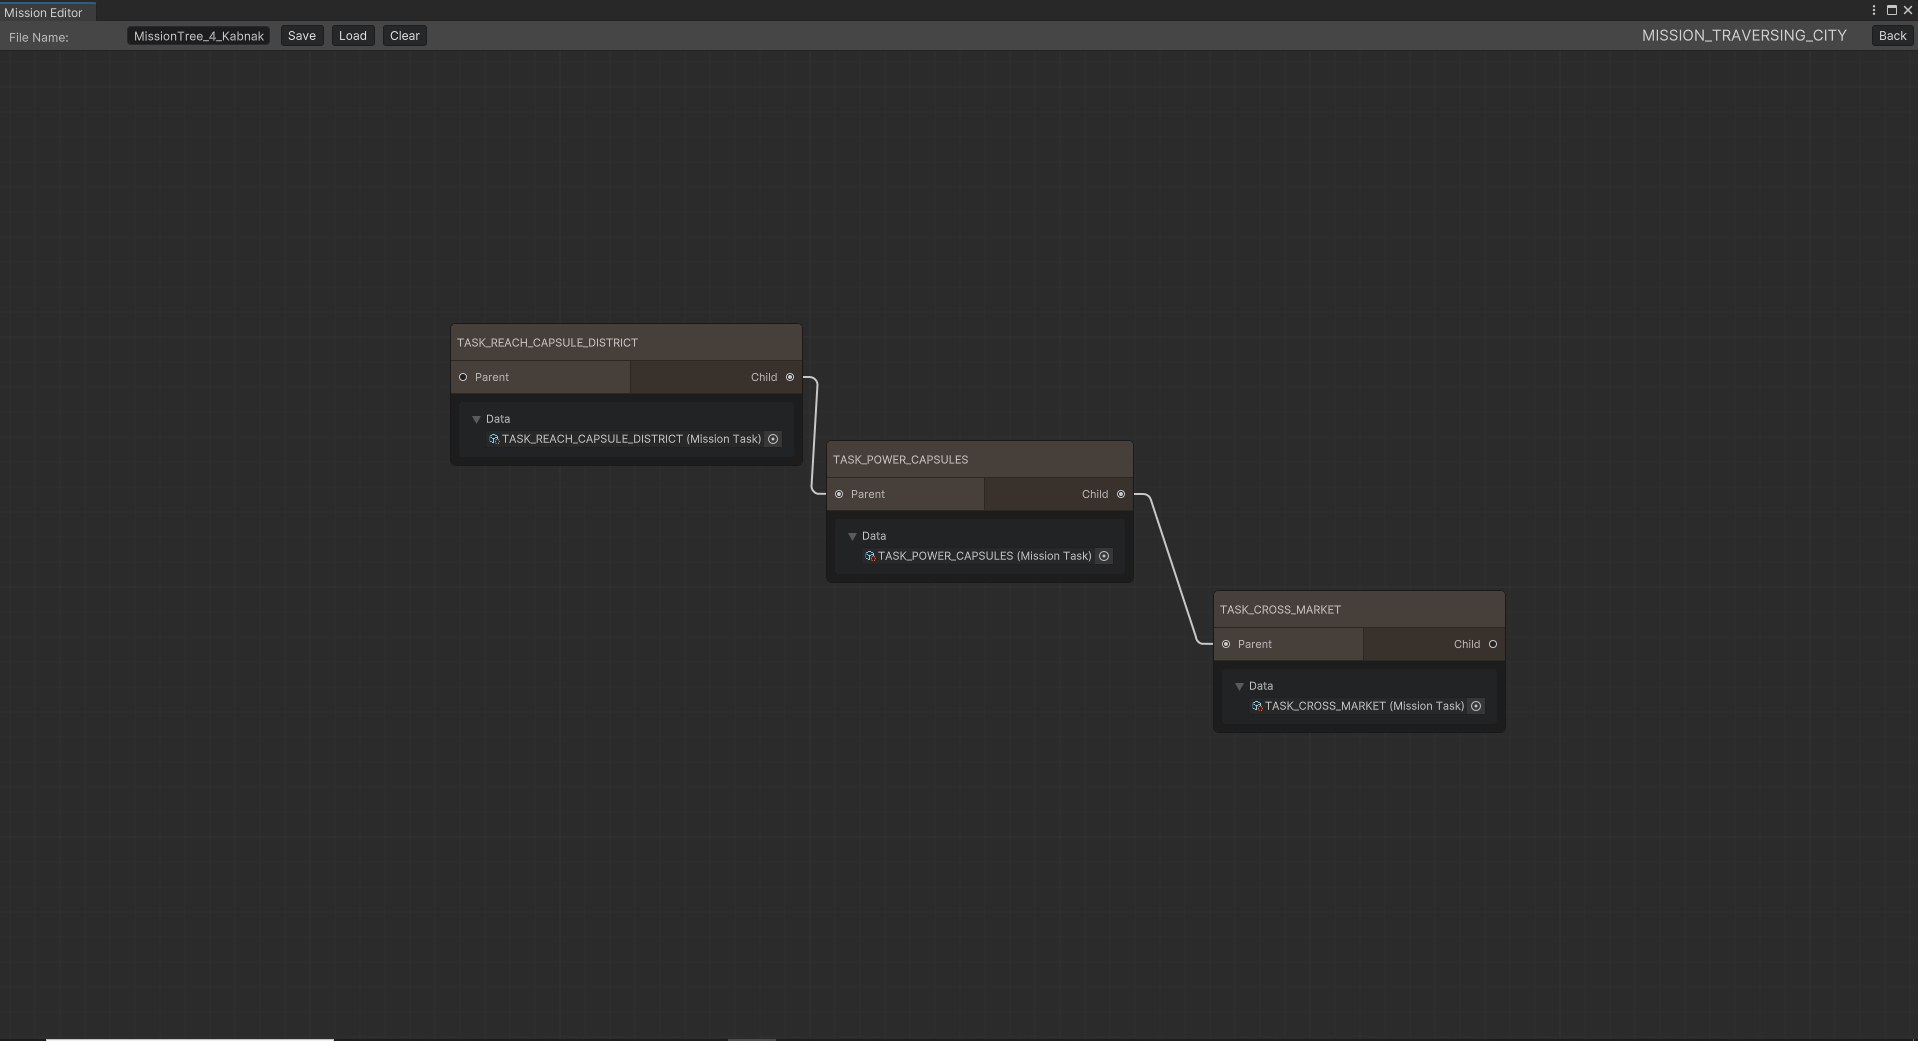 Mission Editor
File Name: MissionTree_4_Kabnak Save Load Clear MISSION_TRAVERSING_CITY Back
TASK_REACH_CAPSULE_DISTRICT
Parent Child
Data
TASK_REACH_CAPSULE_DISTRICT (Mission Task)
TASK_POWER_CAPSULES
Parent Child
Data
TASK_POWER_CAPSULES (Mission Task)
TASK_CROSS_MARKET
Parent Child
Data
TASK_CROSS_MARKET (Mission Task)